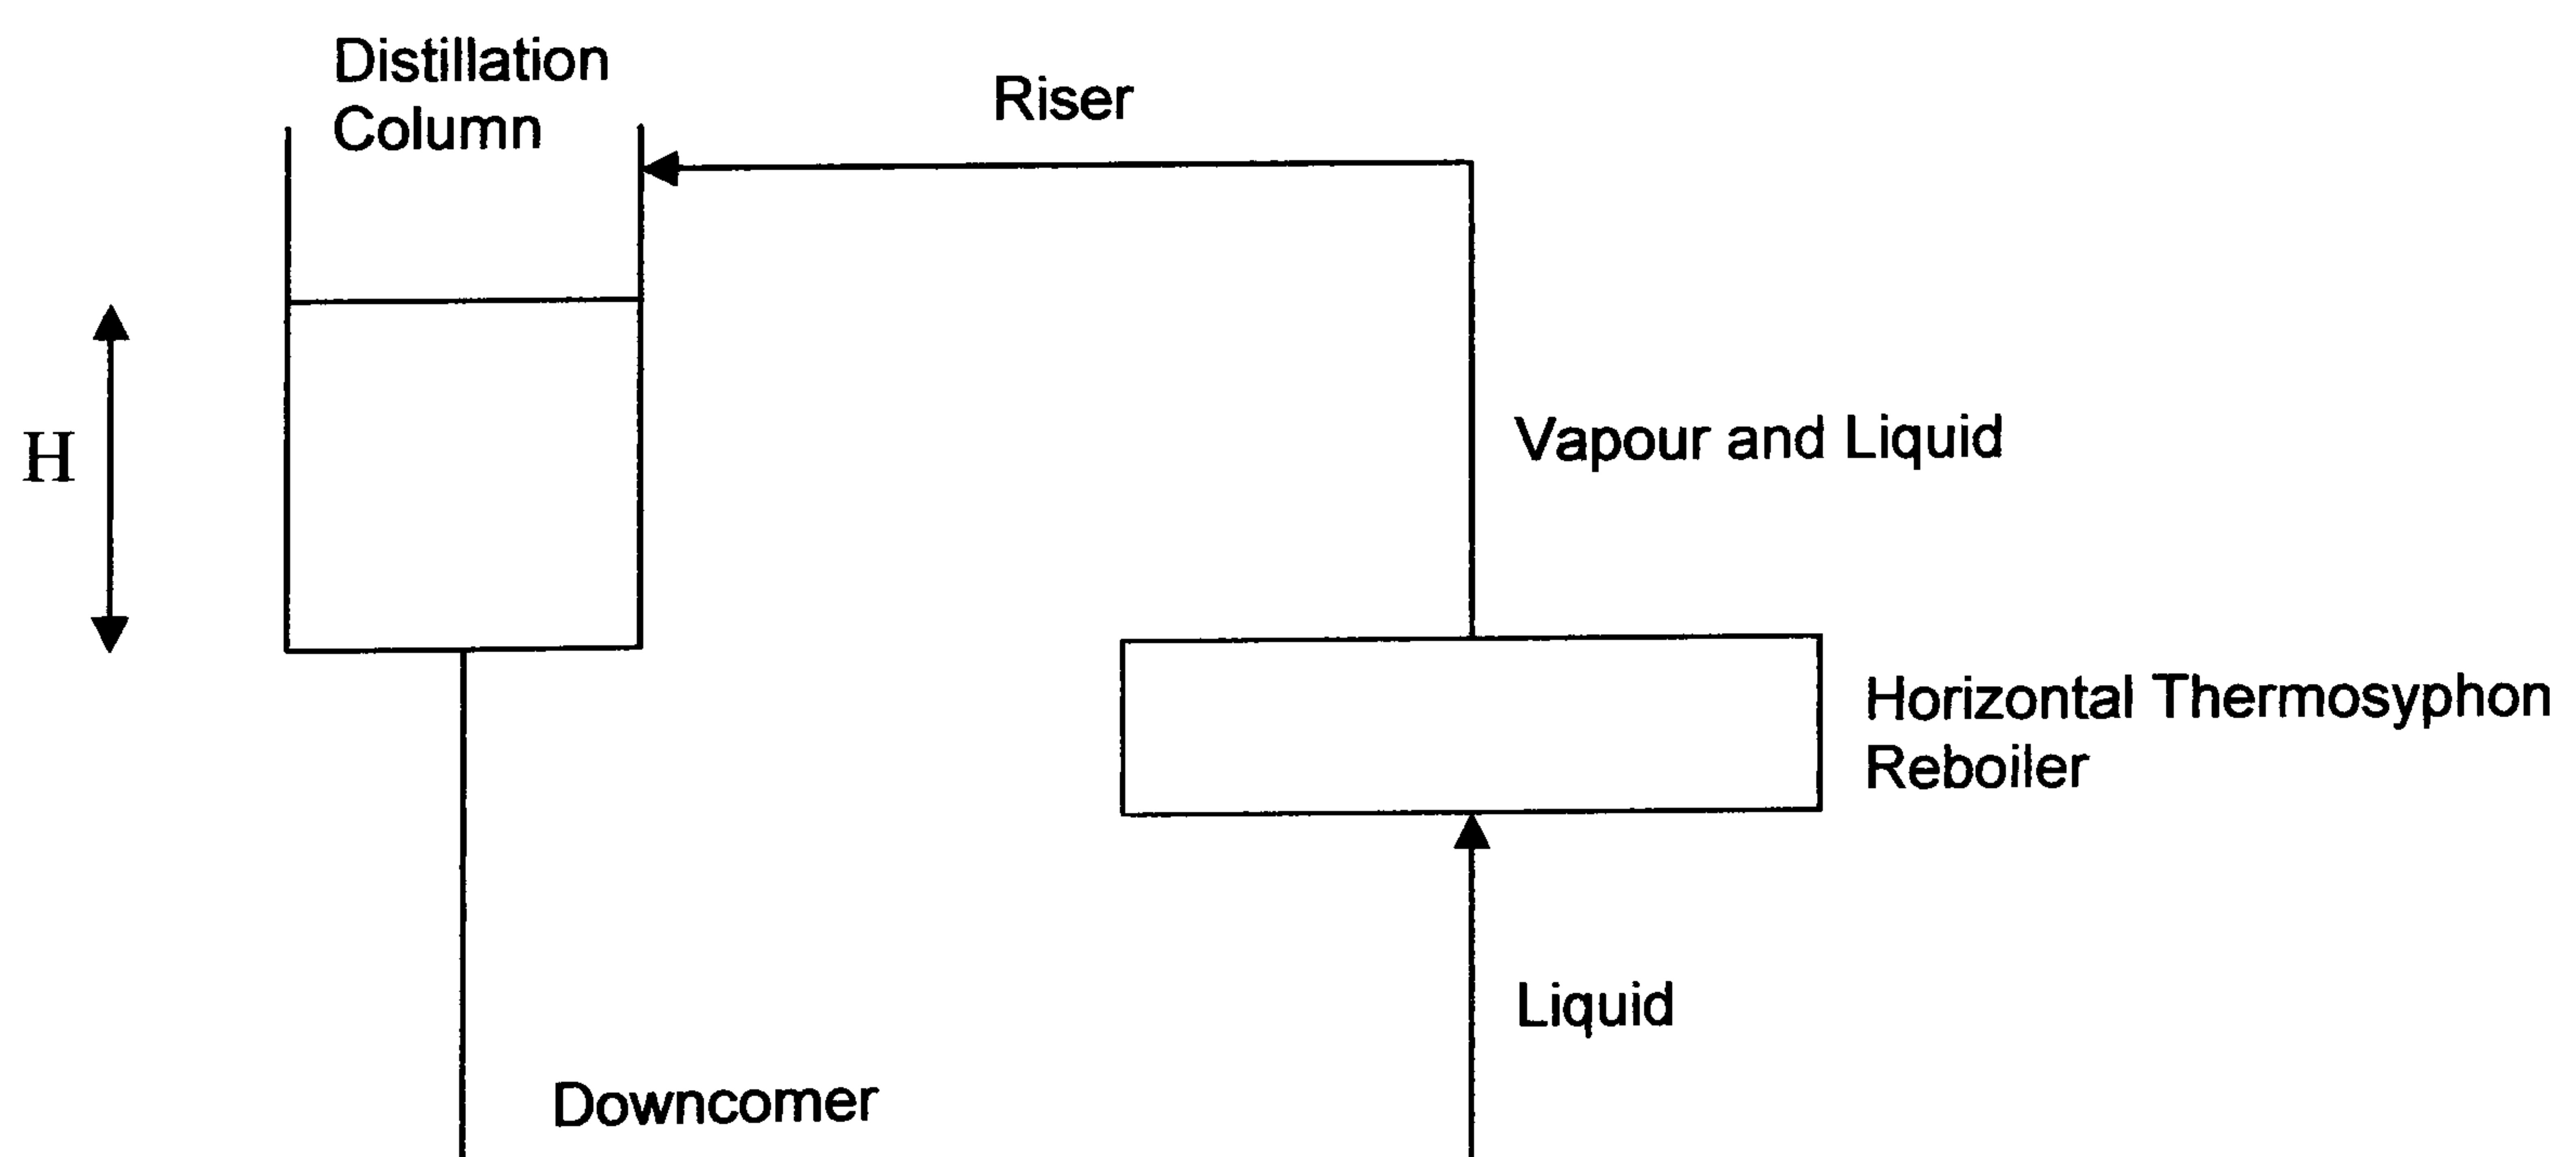 Distillation
Column
Riser
H
Vapour and Liquid
Horizontal Thermosyphon
Reboiler
Liquid
Downcomer